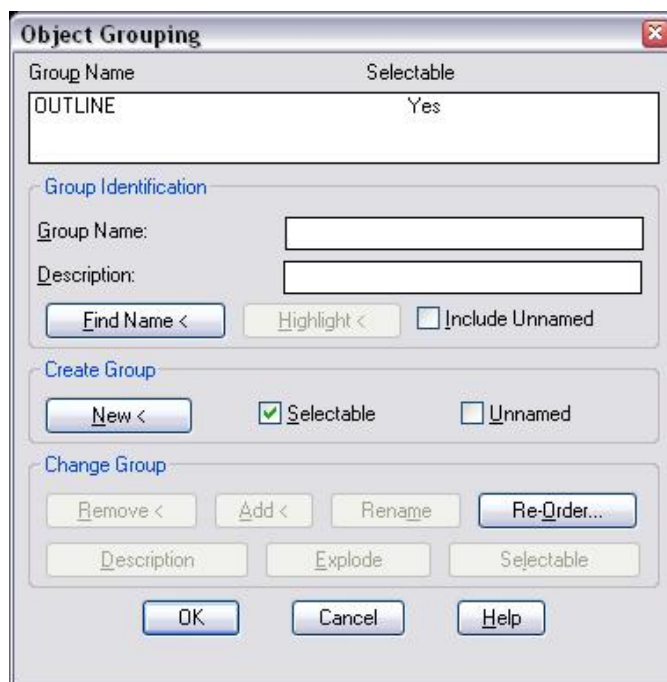 Object Grouping
Group Name Selectable
OUTLINE Yes
Group Identification
Group Name:
Description:
Find Name < Highlight < Include Unnamed
Create Group
New < Selectable Unnamed
Change Group
Remove < Add < Rename Re-Order...
Description Explode Selectable
OK Cancel Help